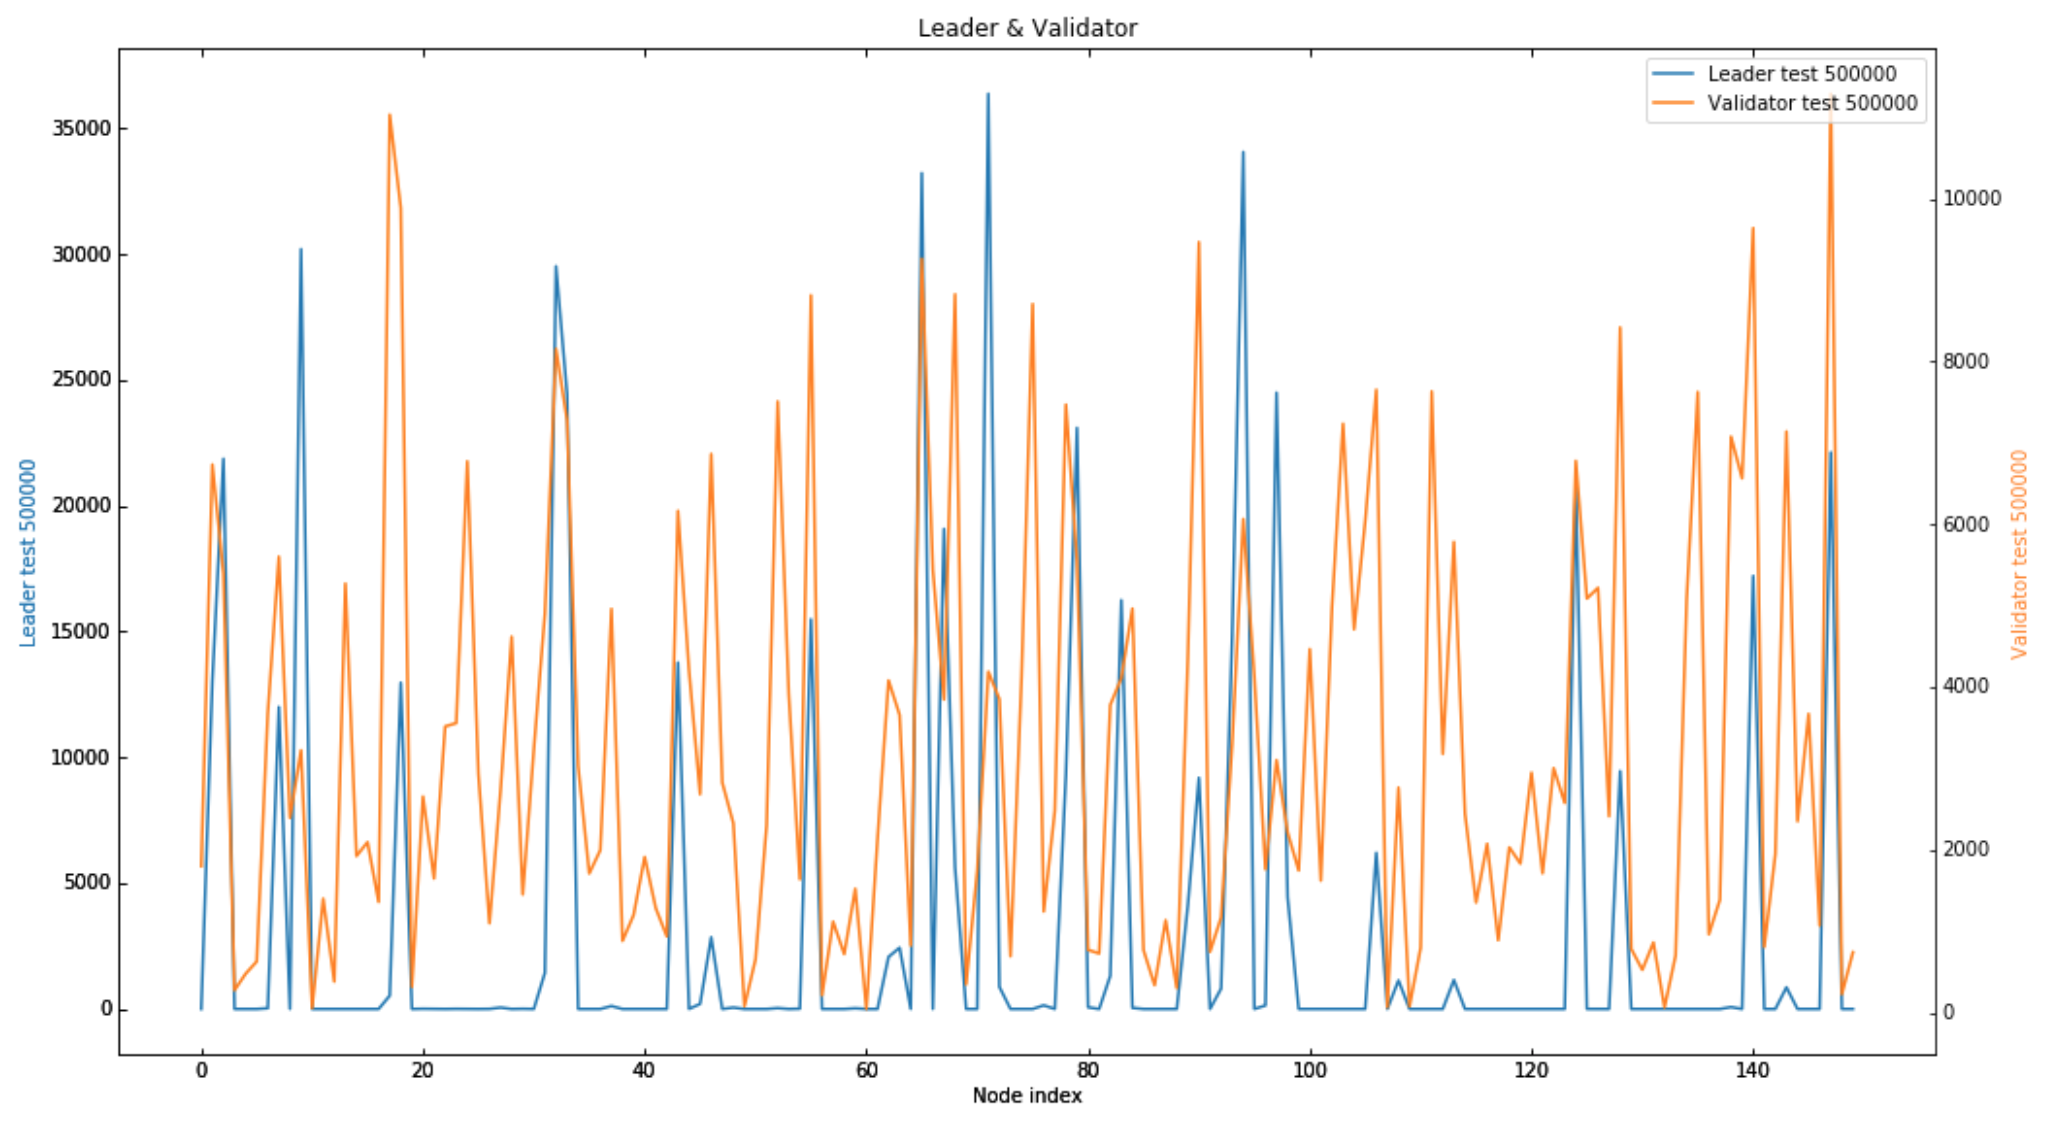 Leader & Validator
Leader test 500000
Validator test 500000
35000
30000
25000
20000
15000
10000
5000
0
Leader test 500000
10000
8000
6000
4000
2000
0
Validator test 500000
0 20 40 60 80 100 120 140
Node index